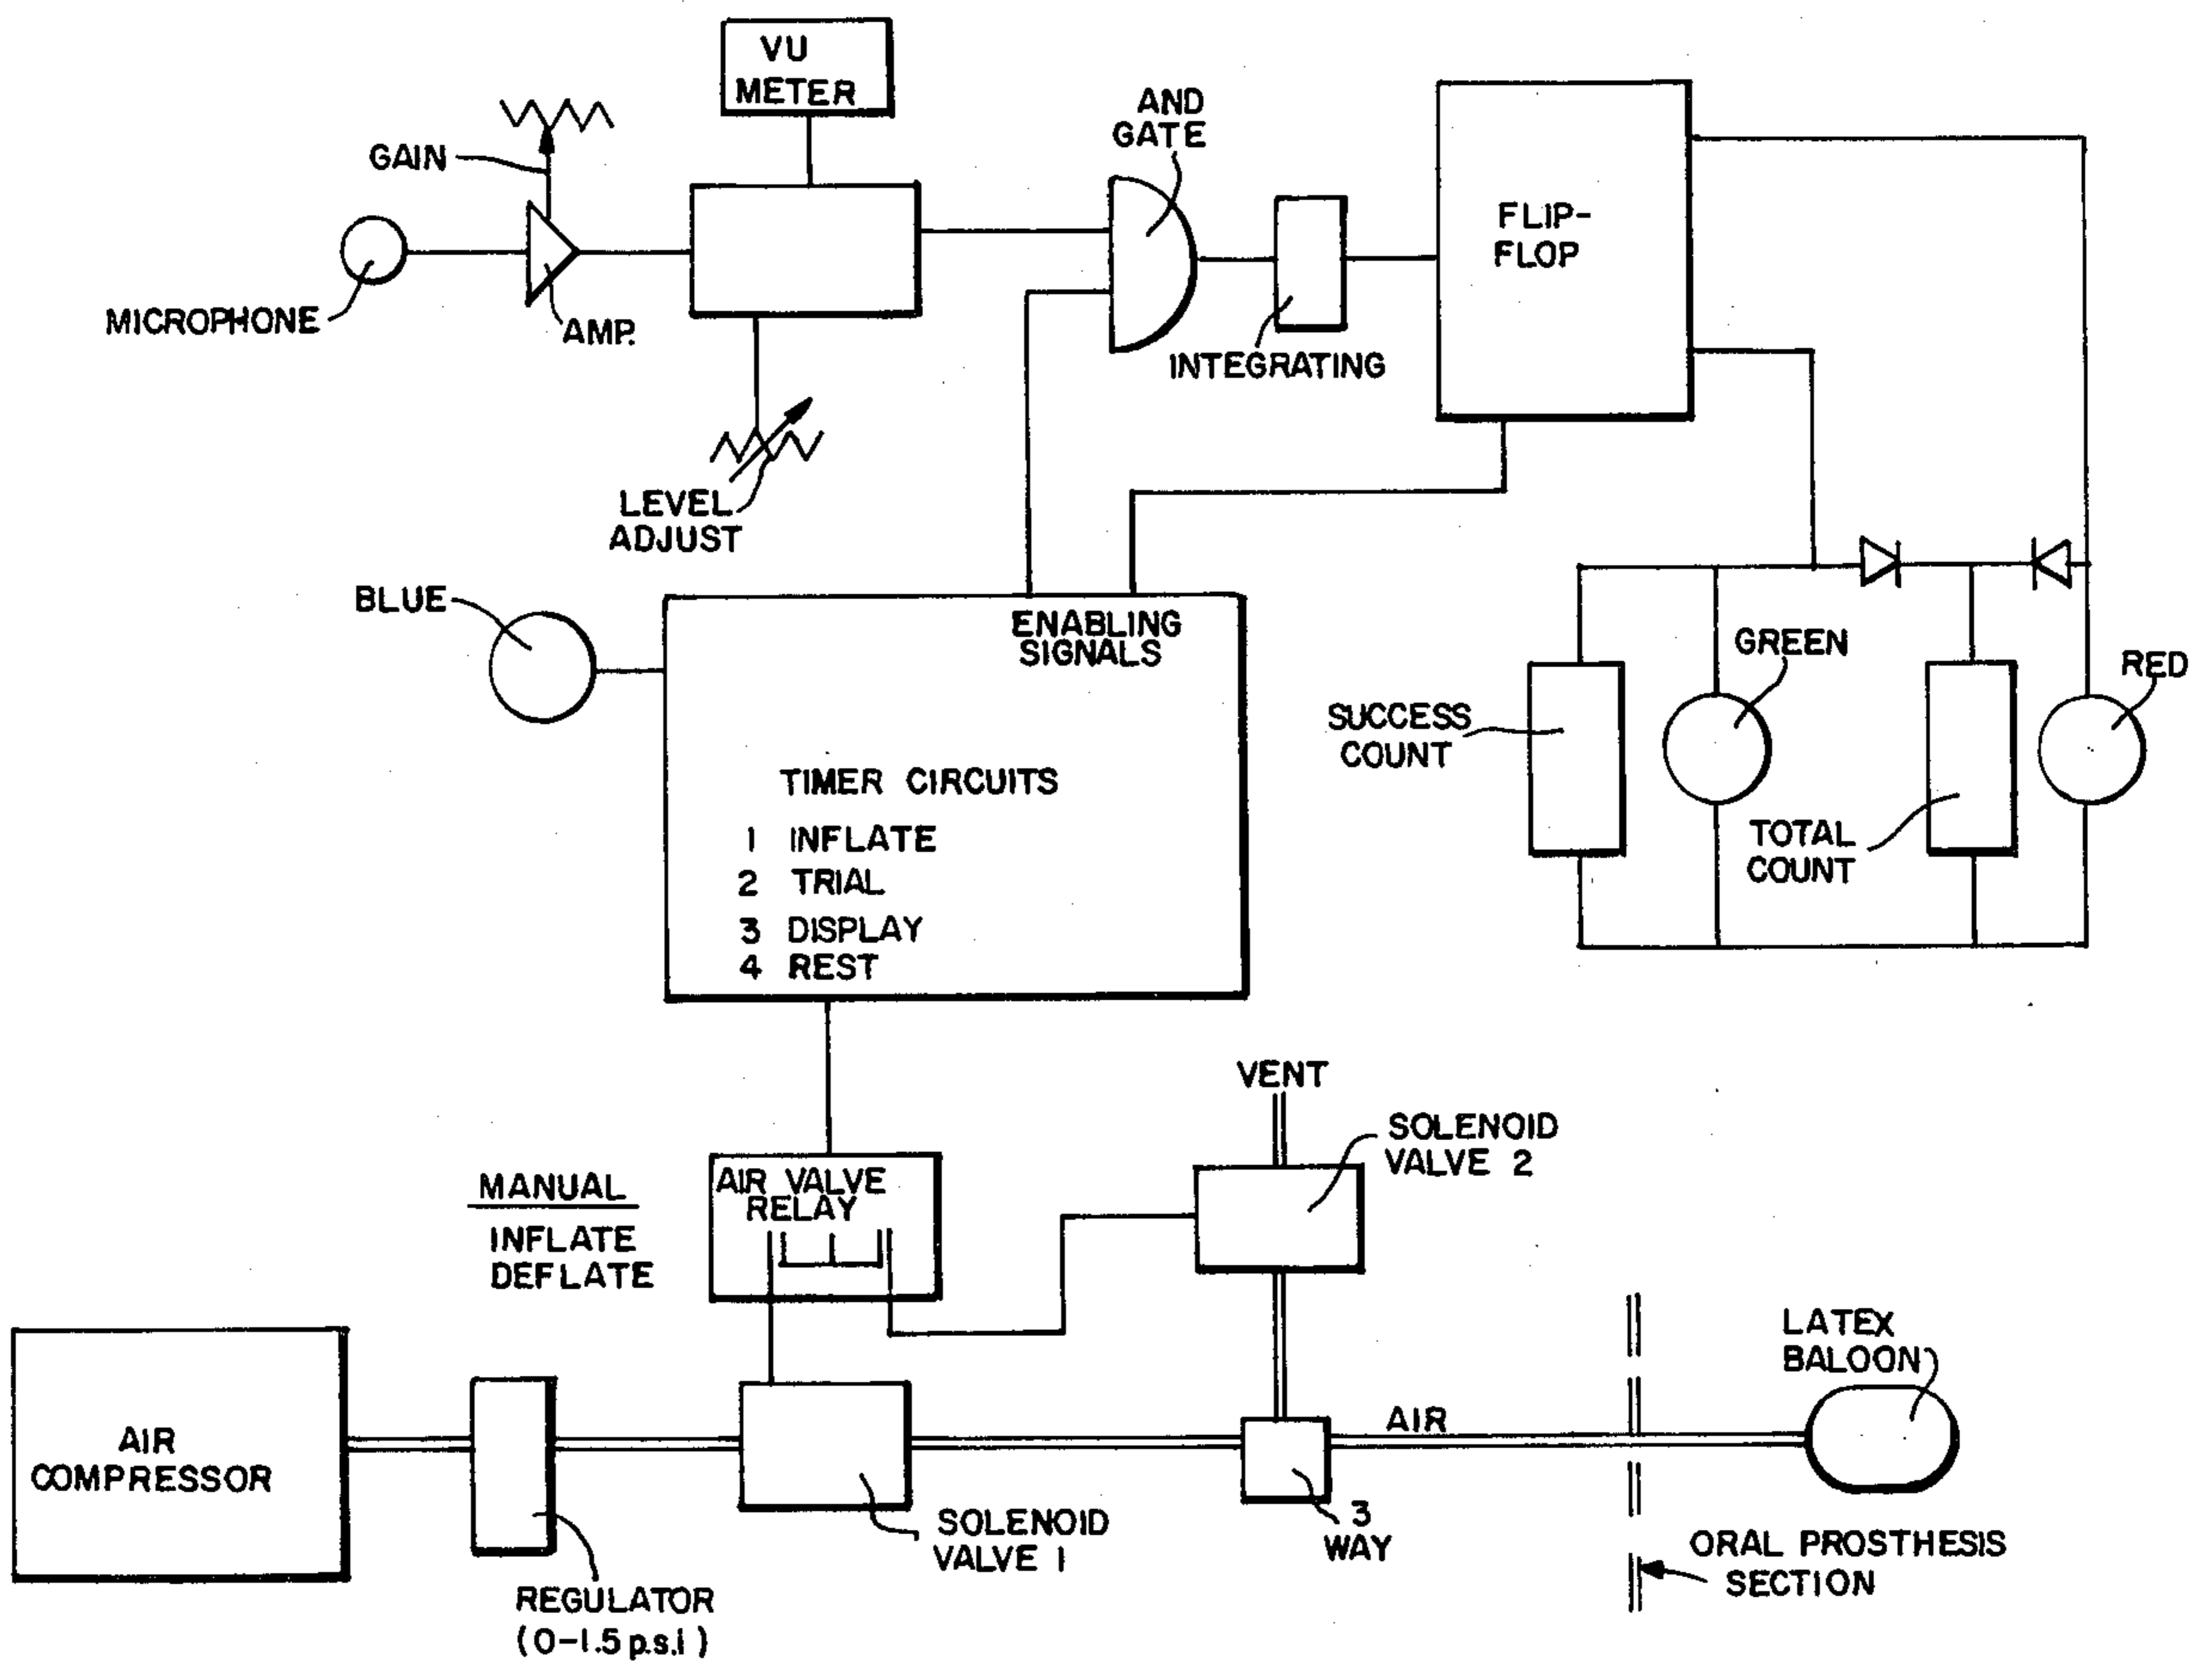 VU
METER
AND
GATE
GAIN
FLIP-
FLOP
MICROPHONE
AMP.
INTEGRATING
LEVEL
ADJUST
BLUE
ENABLING
SIGNALS
GREEN
RED
SUCCESS
COUNT
TIMER CIRCUITS
1 INFLATE
2 TRIAL
3 DISPLAY
4 REST
TOTAL
COUNT
VENT
SOLENOID
VALVE 2
AIR VALVE
RELAY
MANUAL
INFLATE
DEFLATE
LATEX
BALOON
AIR
COMPRESSOR
AIR
3
WAY
SOLENOID
VALVE 1
ORAL PROSTHESIS
SECTION
REGULATOR
(0-1.5 p.s.i)